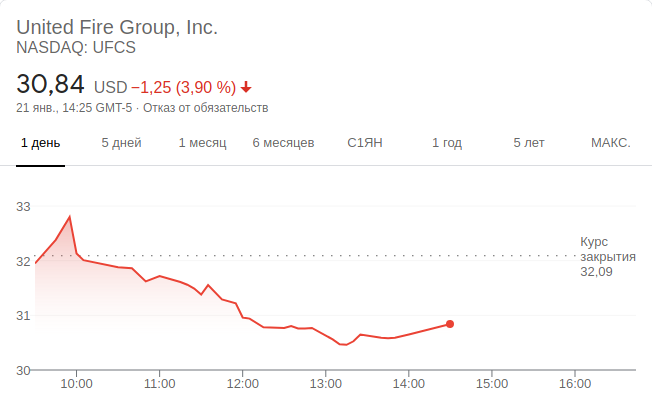 United Fire Group, Inc.
NASDAQ: UFCS
30,84 USD −1,25 (3,90 %)
21 янв., 14:25 GMT-5 · Отказ от обязательств
1 день 5 дней 1 месяц 6 месяцев С1ЯН 1 год 5 лет МАКС.
33
32
31
30
Курс
закрытия
32,09
10:00 11:00 12:00 13:00 14:00 15:00 16:00